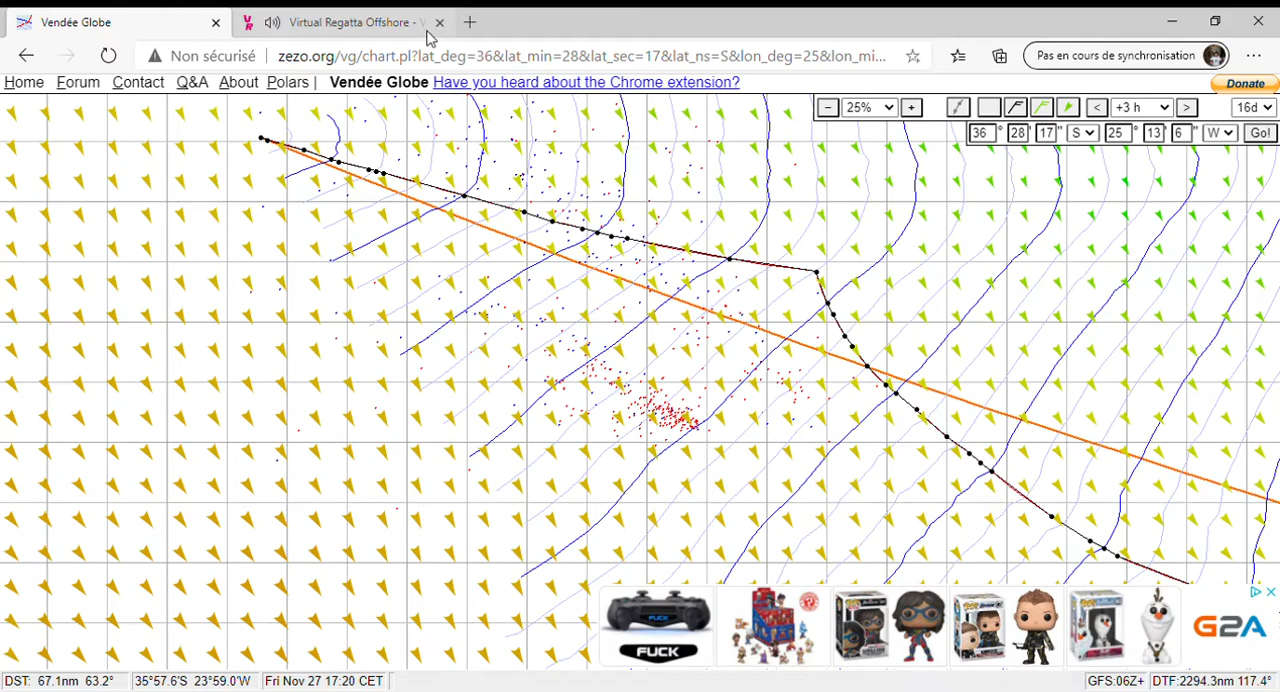 Vendée Globe
Virtual Regatta Offshore - V
Non sécurisé
zezo.org/vg/chart.pl?lat_deg=36&lat_min=28&lat_sec=17&lat_ns=S&lon_deg=25&lon_mi...
Pas en cours de synchronisation
Home Forum Contact Q&A About Polars | Vendée Globe Have you heard about the Chrome extension?
Donate
- 25% + < +3 h > 16d
36 ° 28 ' 17 " S 25 ° 13 ' 6 " W Go!
FUCK
FUCK
G2A
DST: 67.1nm 63.2° 35°57.6'S 23°59.0'W Fri Nov 27 17:20 CET GFS:06Z+ DTF:2294.3nm 117.4°